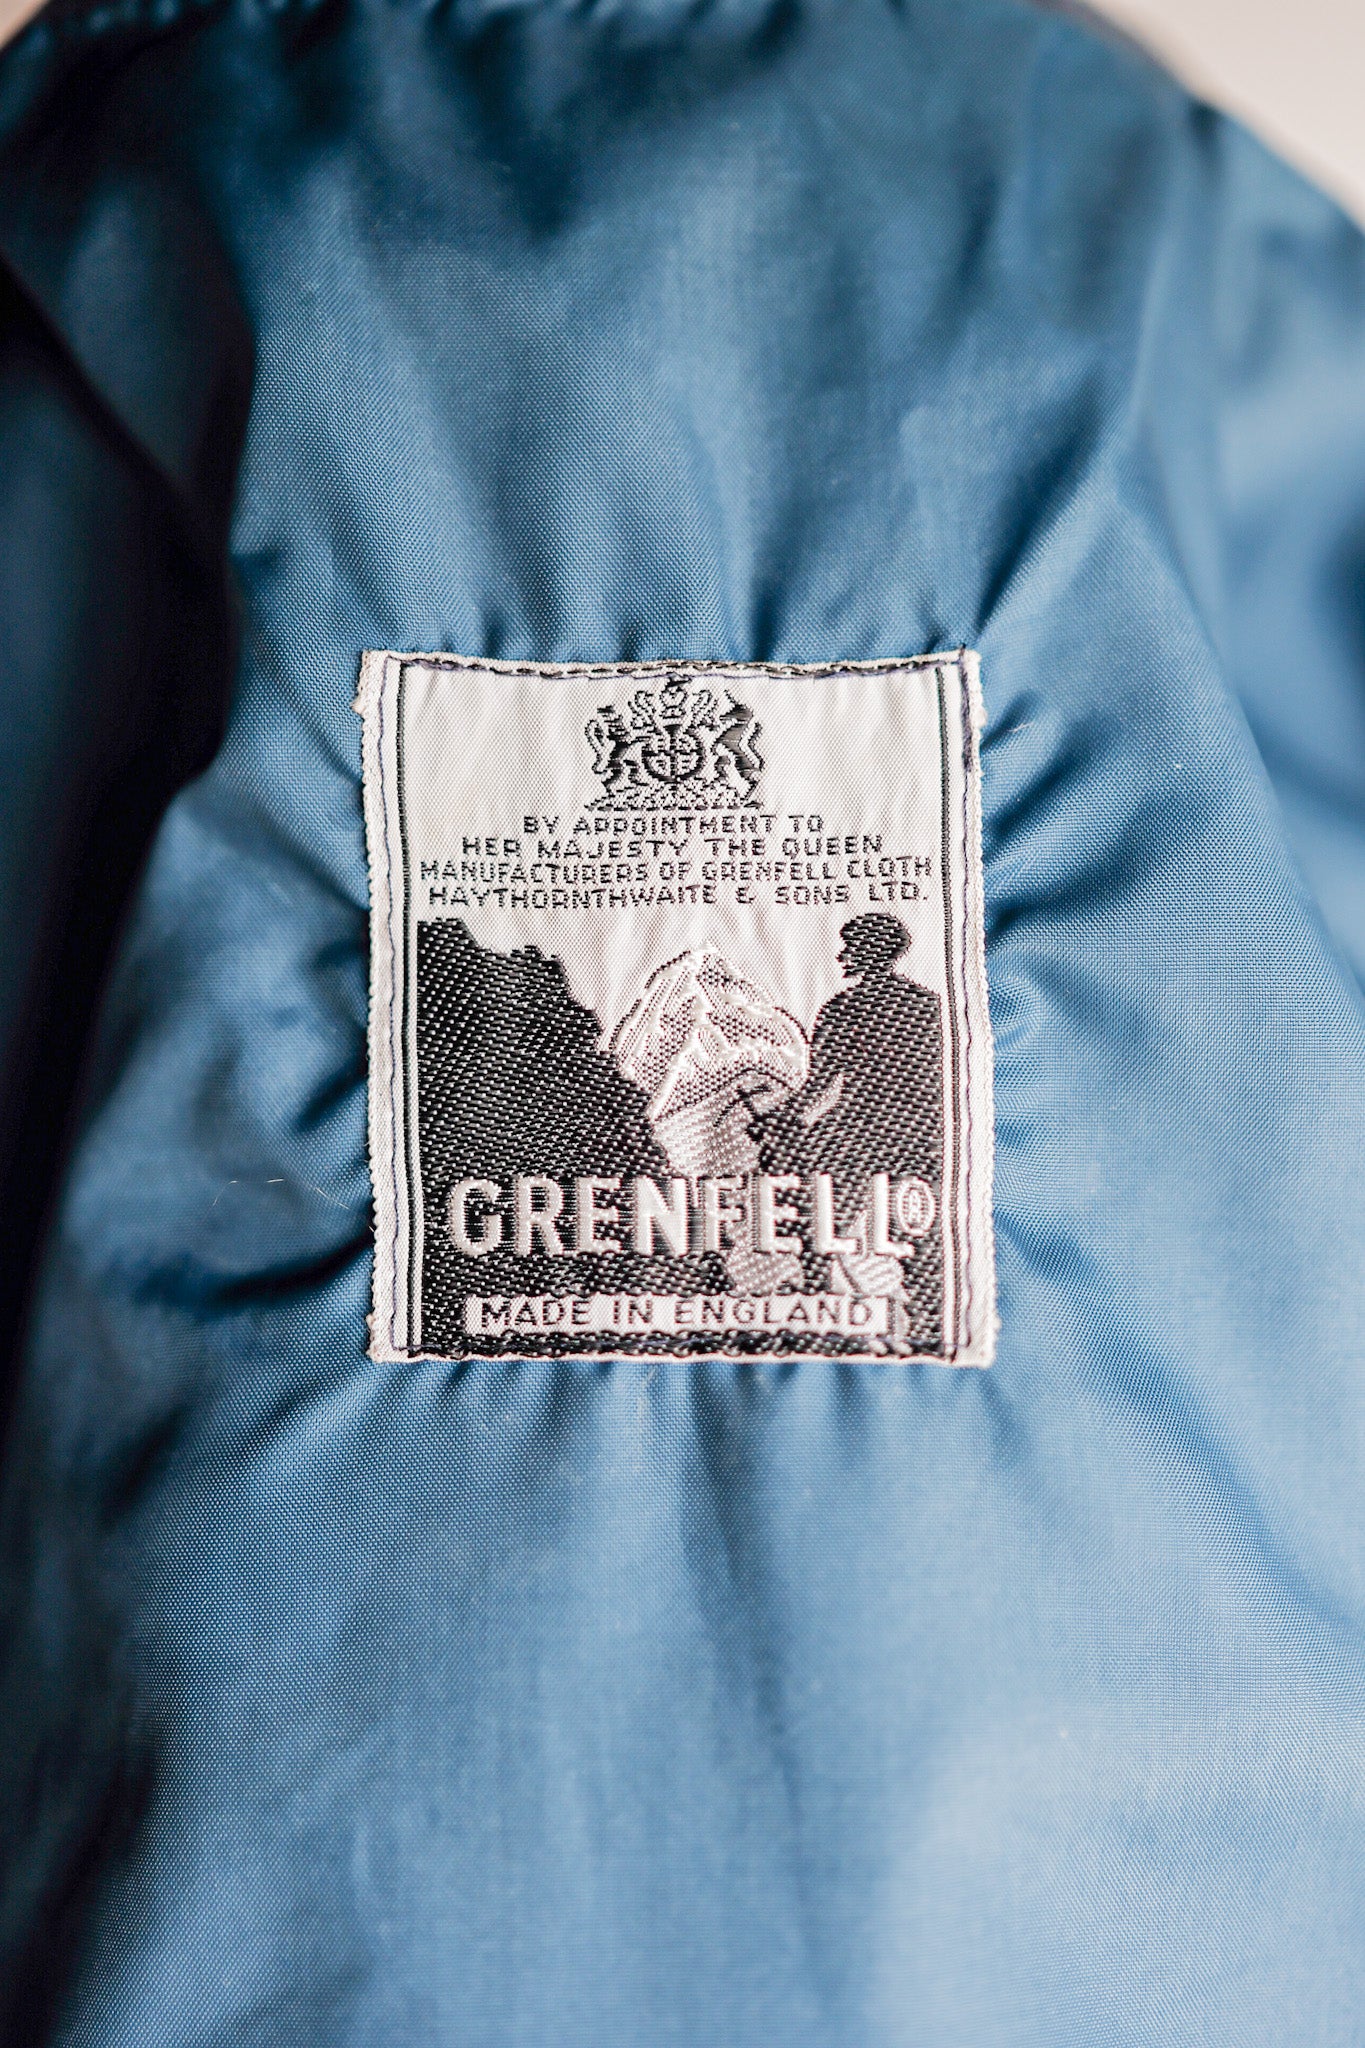 BY APPOINTMENT TO
HER MAJESTY THE QUEEN
MANUFACTURERS OF GRENFELL CLOTH
HAYTHORNTHWAITE & SONS LTD.
GRENFELL®
MADE IN ENGLAND